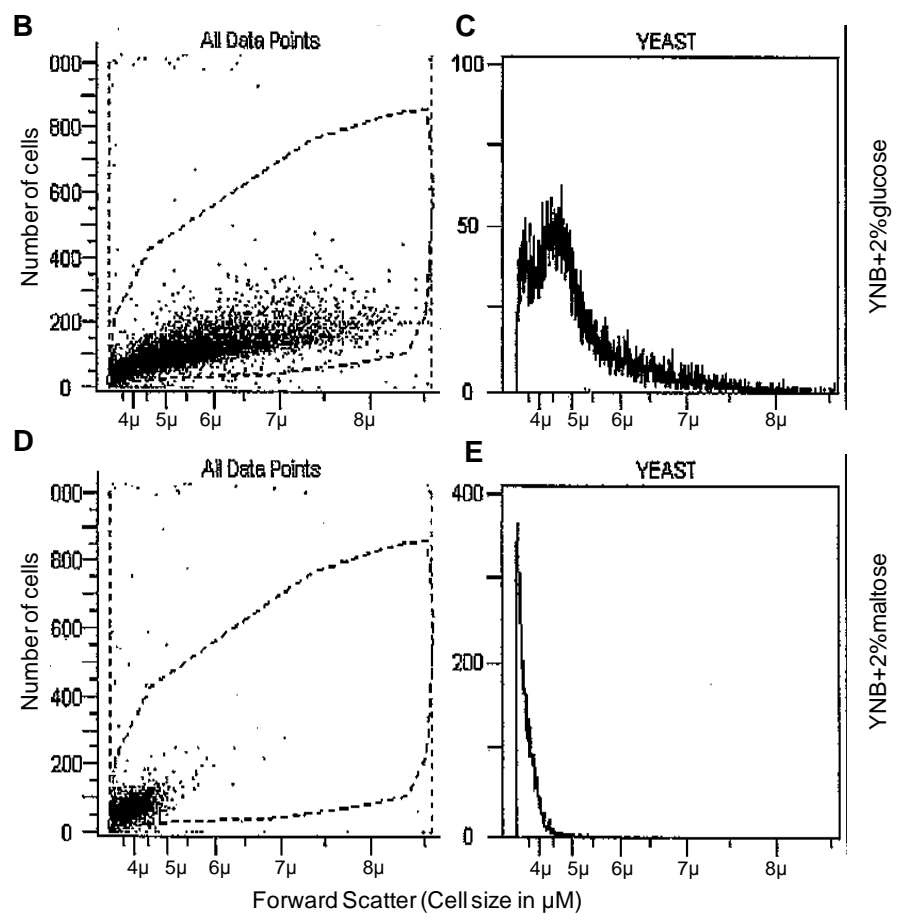 B
All Data Points
000
800
600
400
200
0
Number of cells
4µ 5µ 6µ 7µ 8µ
C
YEAST
100
50
0
4µ 5µ 6µ 7µ 8µ
YNB+2%glucose
D
All Data Points
000
800
600
400
200
0
Number of cells
4µ 5µ 6µ 7µ 8µ
E
YEAST
400
200
0
4µ 5µ 6µ 7µ 8µ
YNB+2%maltose
Forward Scatter (Cell size in µM)